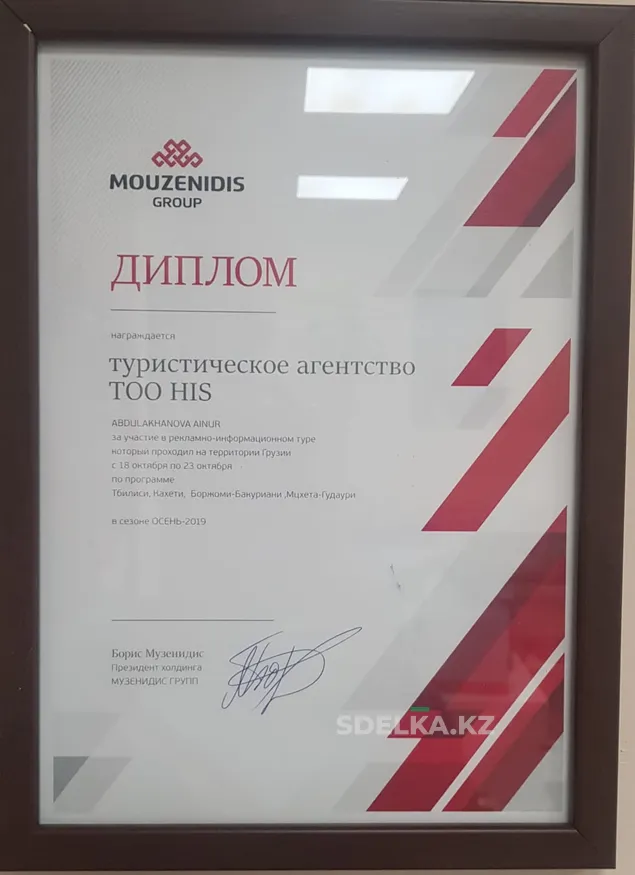 MOUZENIDIS
GROUP
ДИПЛОМ
награждается
туристическое агентство
ТОО HIS
ABDULAKHANOVA AINUR
за участие в рекламно-информационном туре
который проходил на территории Грузии
с 18 октября по 23 октября
по программе
Тбилиси, Кахети, Боржоми-Бакуриани ,Мцхета-Гудаури
в сезоне ОСЕНЬ-2019
Борис Музенидис
Президент холдинга
МУЗЕНИДИС ГРУПП
SDELKA.KZ